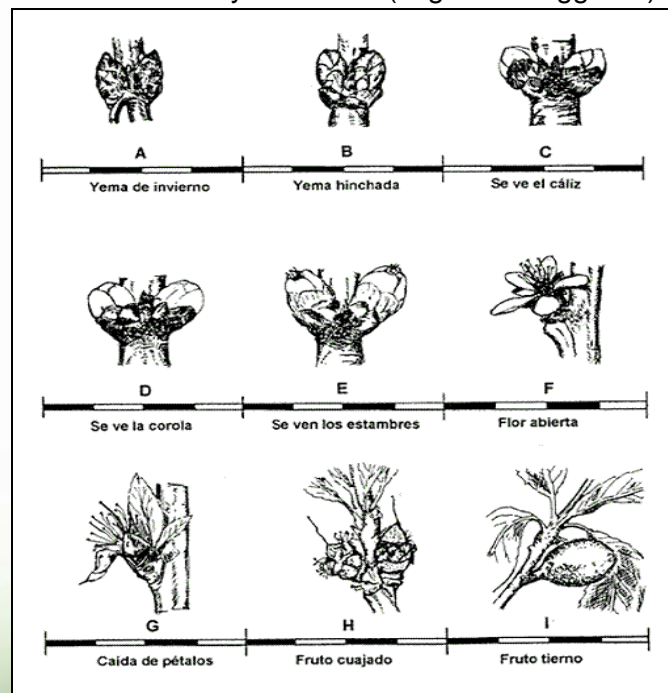 A B C
Yema de invierno Yema hinchada Se ve el cáliz
D E F
Se ve la corola Se ven los estambres Flor abierta
G H I
Caida de pétalos Fruto cuajado Fruto tierno